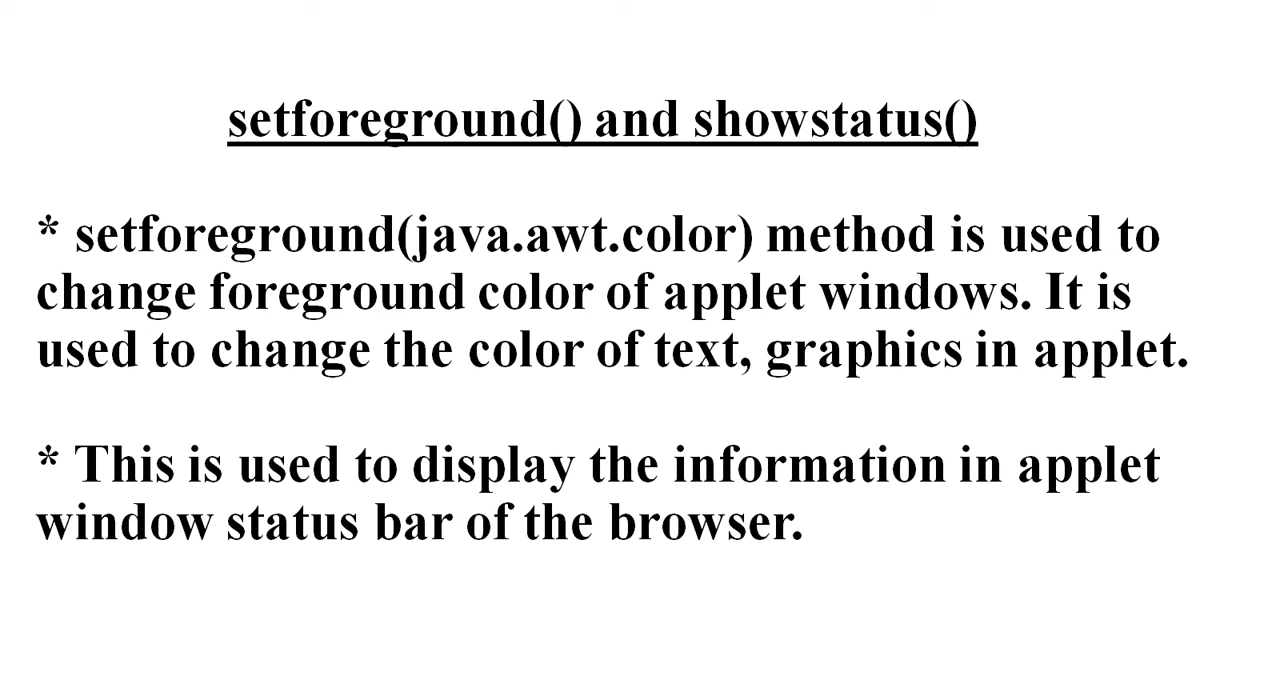 setforeground() and showstatus()
* setforeground(java.awt.color) method is used to
change foreground color of applet windows. It is
used to change the color of text, graphics in applet.
* This is used to display the information in applet
window status bar of the browser.